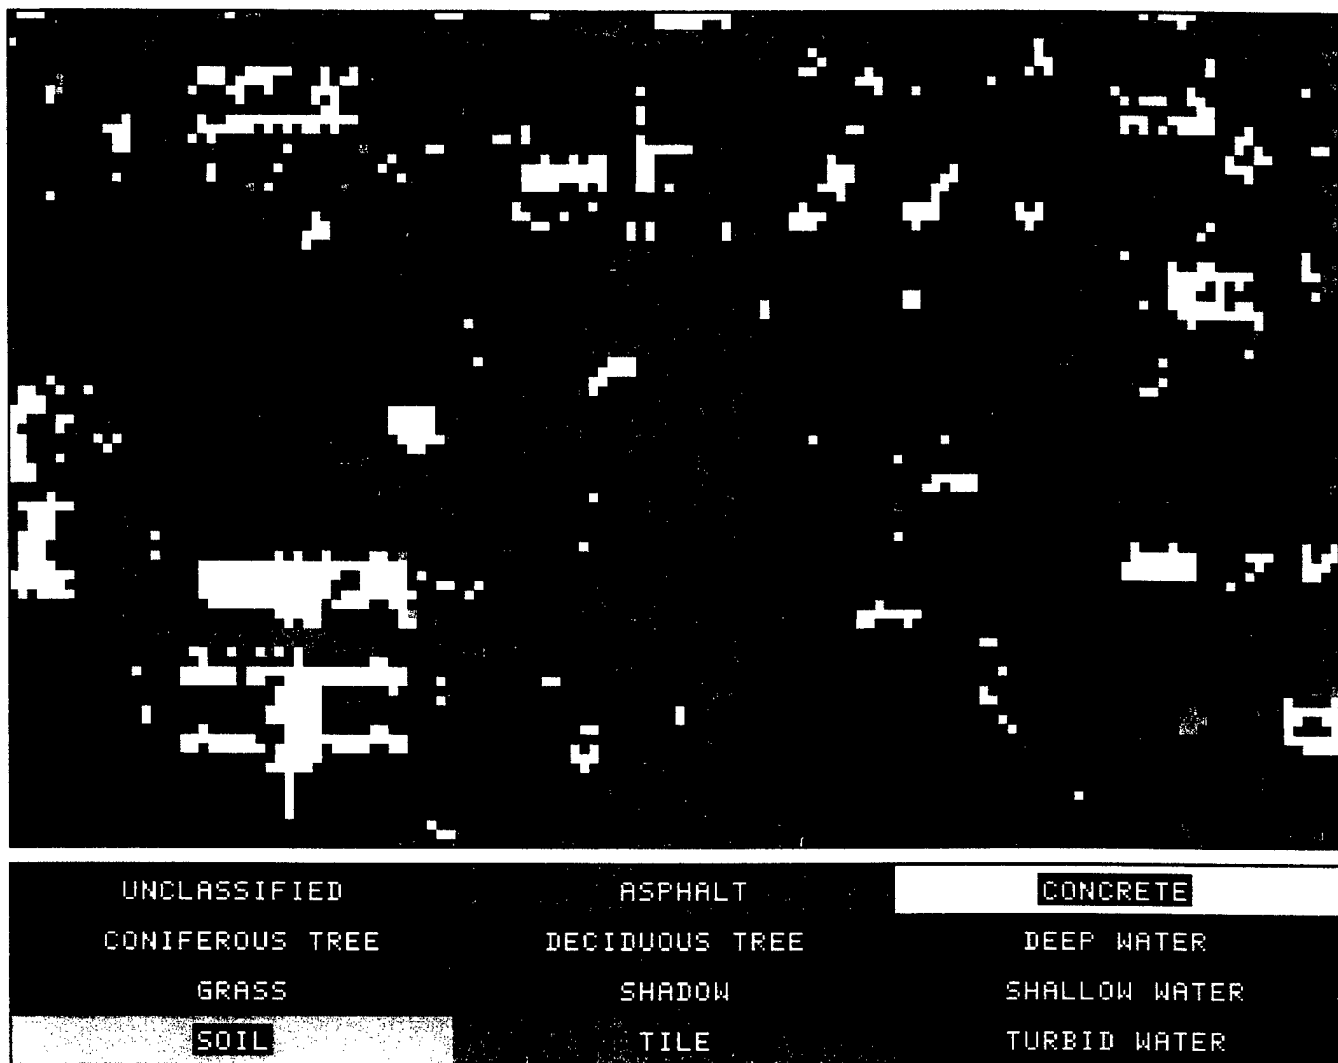 UNCLASSIFIED ASPHALT CONCRETE
CONIFEROUS TREE DECIDUOUS TREE DEEP WATER
GRASS SHADOW SHALLOW WATER
SOIL TILE TURBID WATER